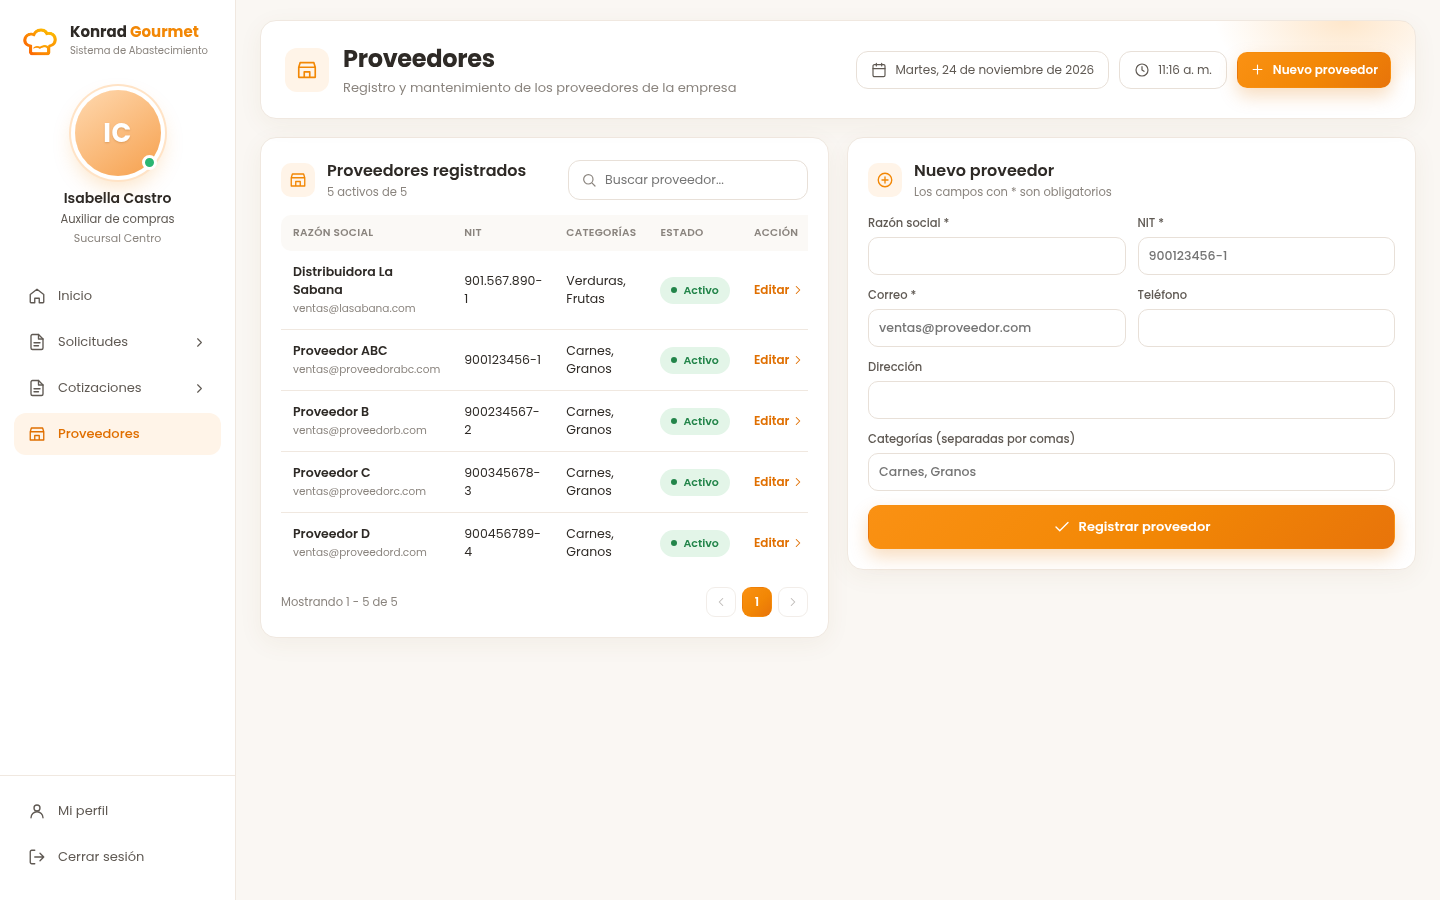 Konrad Gourmet
Sistema de Abastecimiento
IC
Isabella Castro
Auxiliar de compras
Sucursal Centro
Inicio
Solicitudes
Cotizaciones
Proveedores
Mi perfil
Cerrar sesión
Proveedores
Registro y mantenimiento de los proveedores de la empresa
Martes, 24 de noviembre de 2026
11:16 a. m.
Nuevo proveedor
Proveedores registrados
5 activos de 5
Buscar proveedor...
RAZÓN SOCIAL NIT CATEGORÍAS ESTADO ACCIÓN
Distribuidora La
Sabana
ventas@lasabana.com
901.567.890-
1
Verduras,
Frutas
Activo
Editar
Proveedor ABC
ventas@proveedorabc.com
900123456-1
Carnes,
Granos
Activo
Editar
Proveedor B
ventas@proveedorb.com
900234567-
2
Carnes,
Granos
Activo
Editar
Proveedor C
ventas@proveedorc.com
900345678-
3
Carnes,
Granos
Activo
Editar
Proveedor D
ventas@proveedord.com
900456789-
4
Carnes,
Granos
Activo
Editar
Mostrando 1 - 5 de 5
1
Nuevo proveedor
Los campos con * son obligatorios
Razón social *
NIT *
900123456-1
Correo *
ventas@proveedor.com
Teléfono
Dirección
Categorías (separadas por comas)
Carnes, Granos
Registrar proveedor